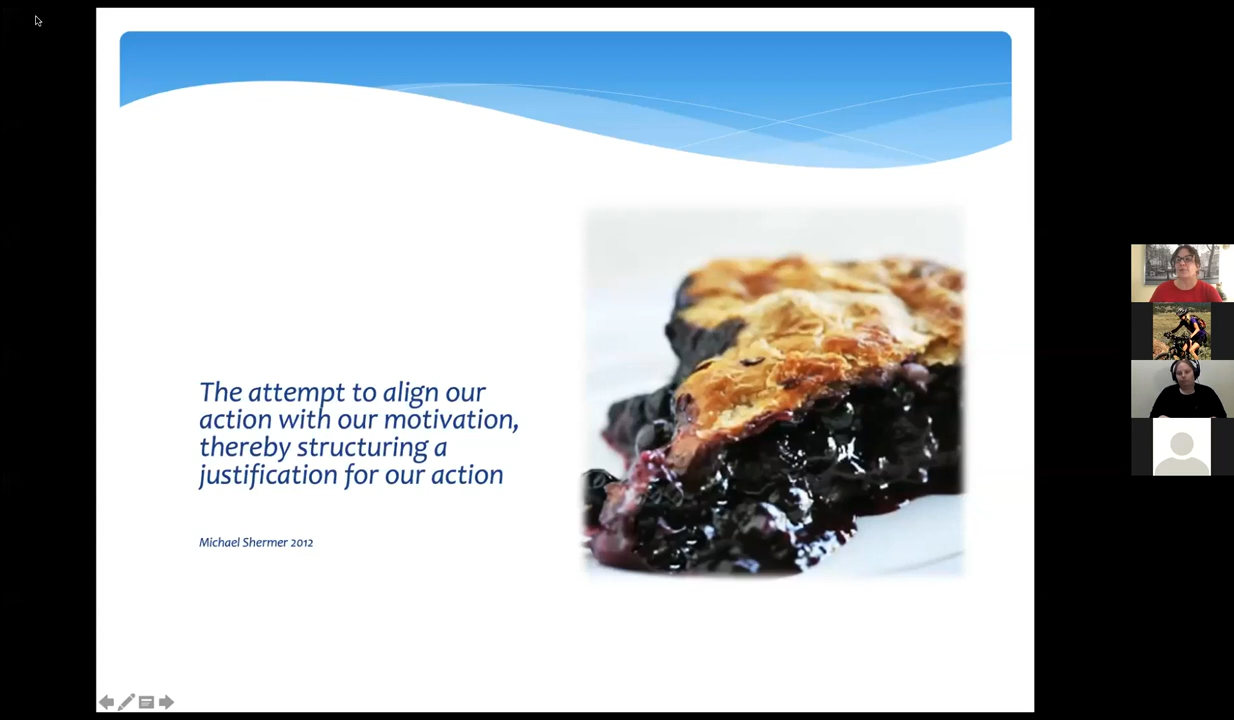 The attempt to align our
action with our motivation,
thereby structuring a
justification for our action
Michael Shermer 2012